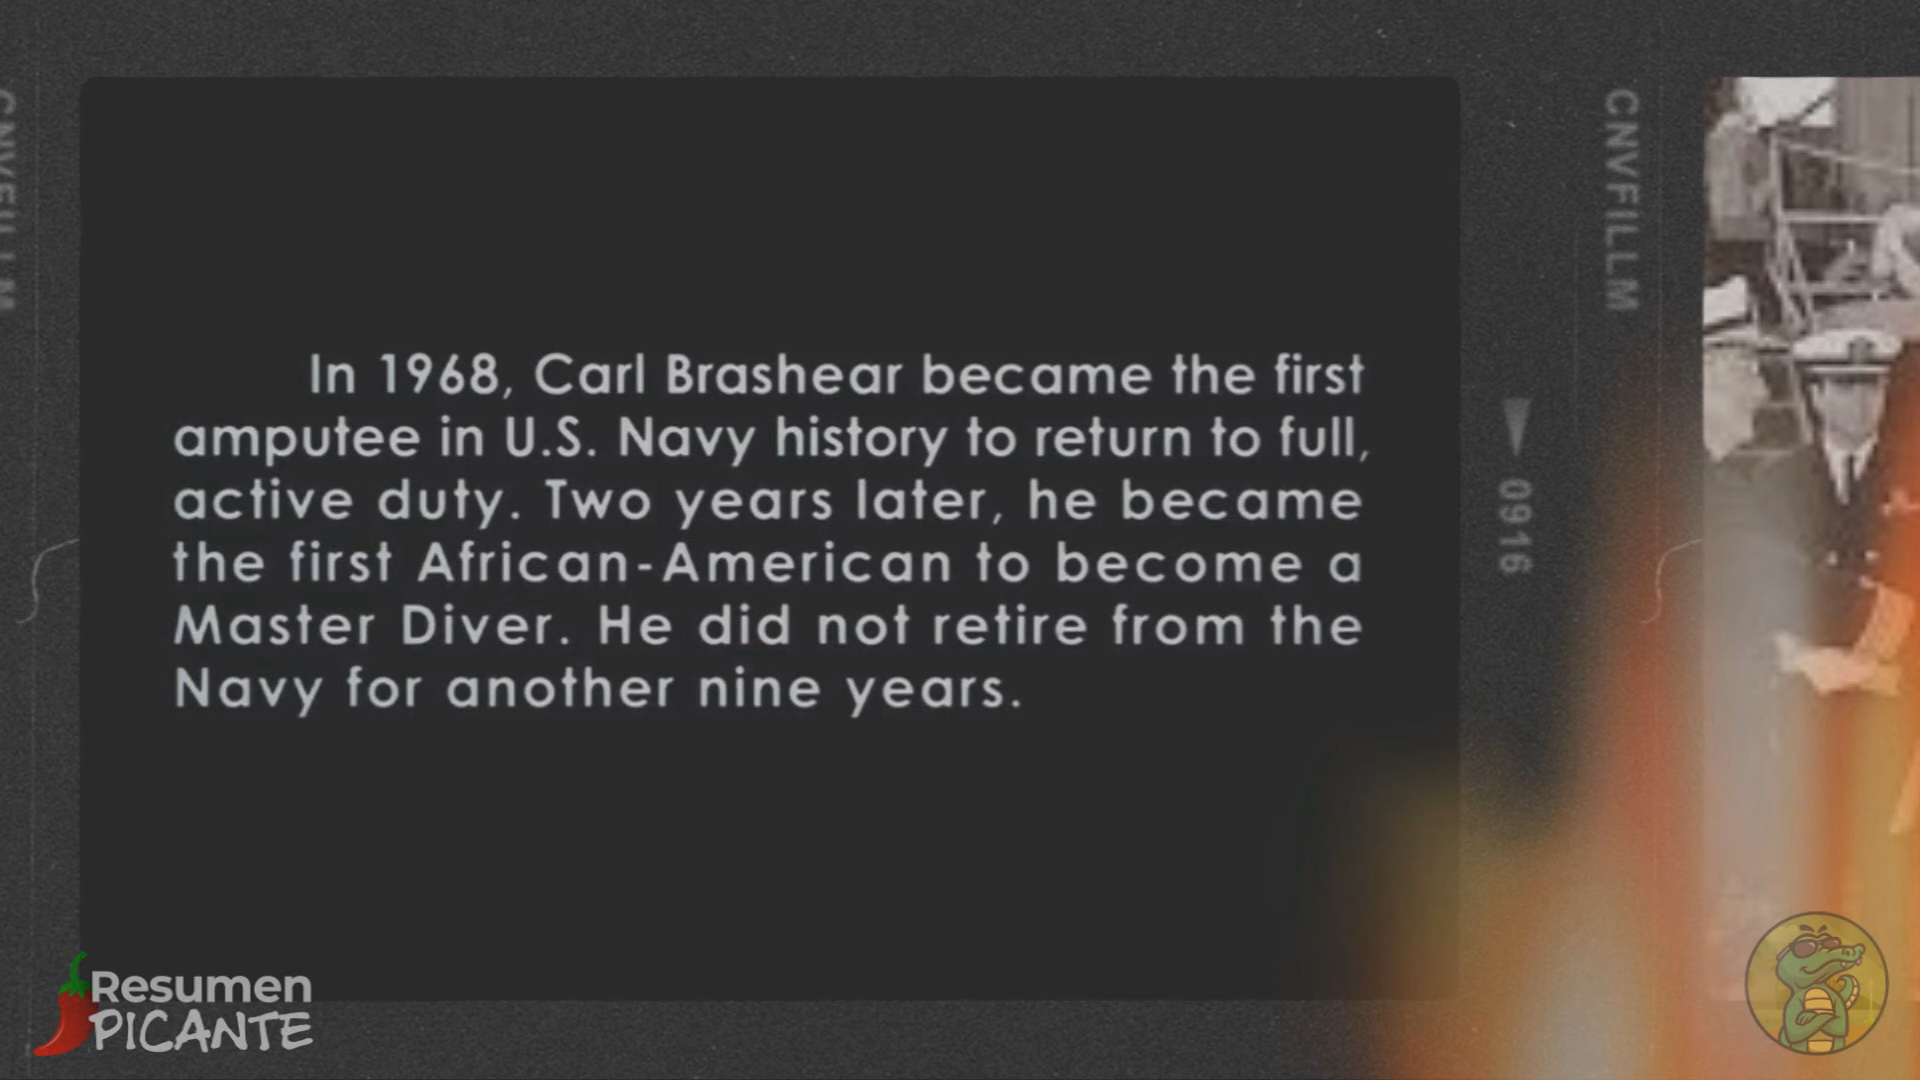 In 1968, Carl Brashear became the first
amputee in U.S. Navy history to return to full,
active duty. Two years later, he became
the first African-American to become a
Master Diver. He did not retire from the
Navy for another nine years.
CNVFILLM
CNVFILLM
0916
Resumen
PICANTE